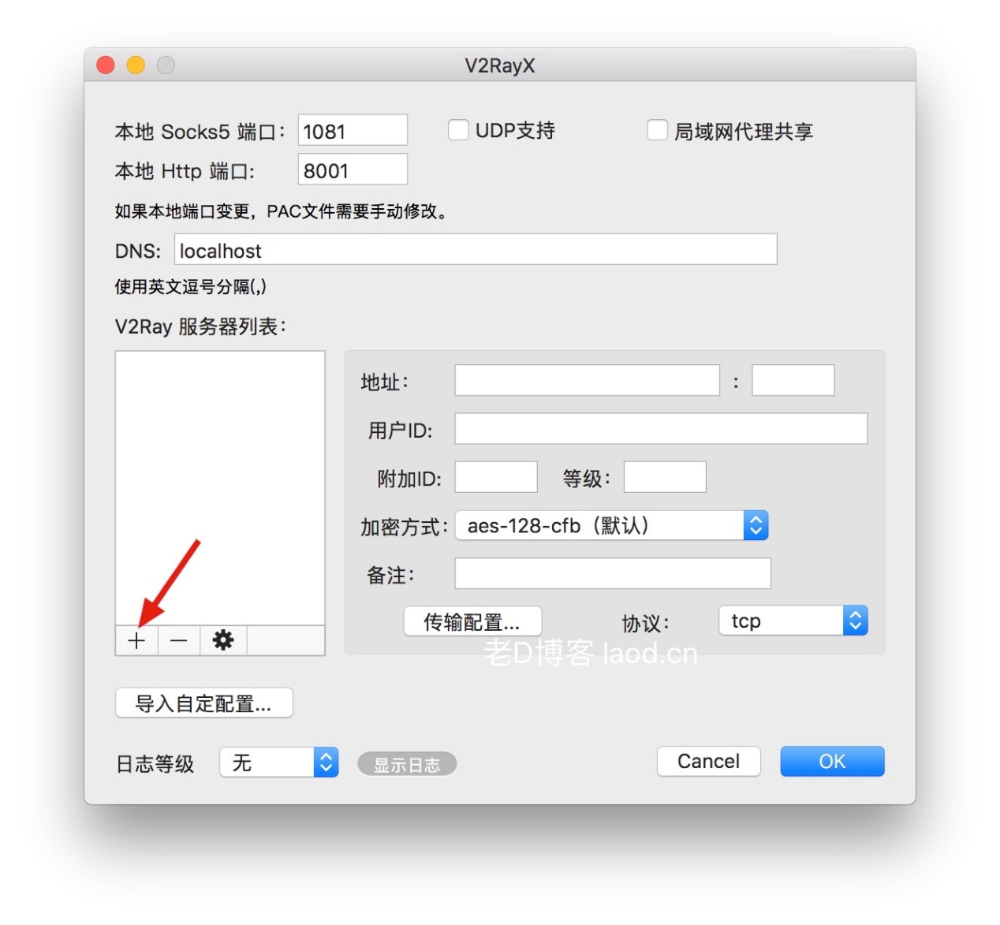 V2RayX
本地 Socks5 端口： 1081 UDP支持 局域网代理共享
本地 Http 端口: 8001
如果本地端口变更，PAC文件需要手动修改。
DNS: localhost
使用英文逗号分隔(,)
V2Ray 服务器列表：
地址： :
用户ID:
附加ID: 等级：
加密方式： aes-128-cfb（默认）
备注：
传输配置... 协议： tcp
老D博客 laod.cn
导入自定配置...
日志等级 无 显示日志 Cancel OK